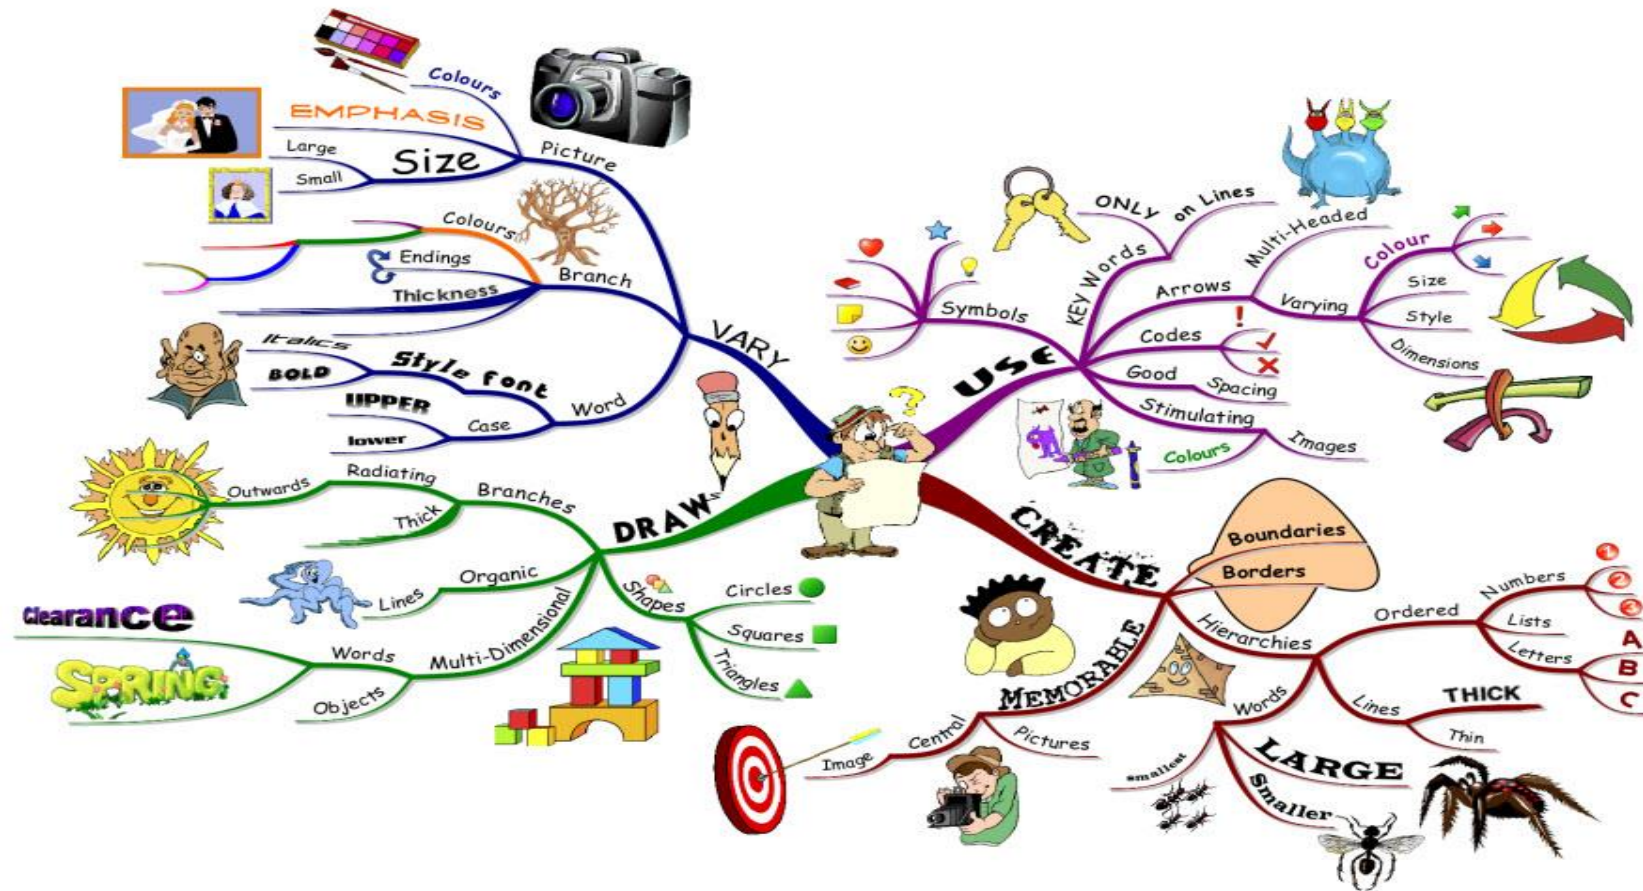 VARY
Picture
Colours
EMPHASIS
Size
Large
Small
Branch
Colours
Endings
Thickness
Word
Style font
Italics
BOLD
Case
UPPER
lower
USE
Symbols
KEY Words
ONLY
on Lines
Arrows
Multi-Headed
Varying
Colour
Size
Style
Dimensions
Codes
!
Good
Spacing
Stimulating
Colours
Images
?
DRAW
Branches
Radiating
Outwards
Thick
Organic
Lines
Multi-Dimensional
Words
Clearance
SPRING
Objects
Shapes
Circles
Squares
Triangles
CREATE
Boundaries
Borders
Hierarchies
Ordered
Numbers
1
2
3
Lists
Letters
A
B
C
Lines
THICK
Thin
Words
LARGE
Smaller
smallest
MEMORABLE
Central
Image
Pictures